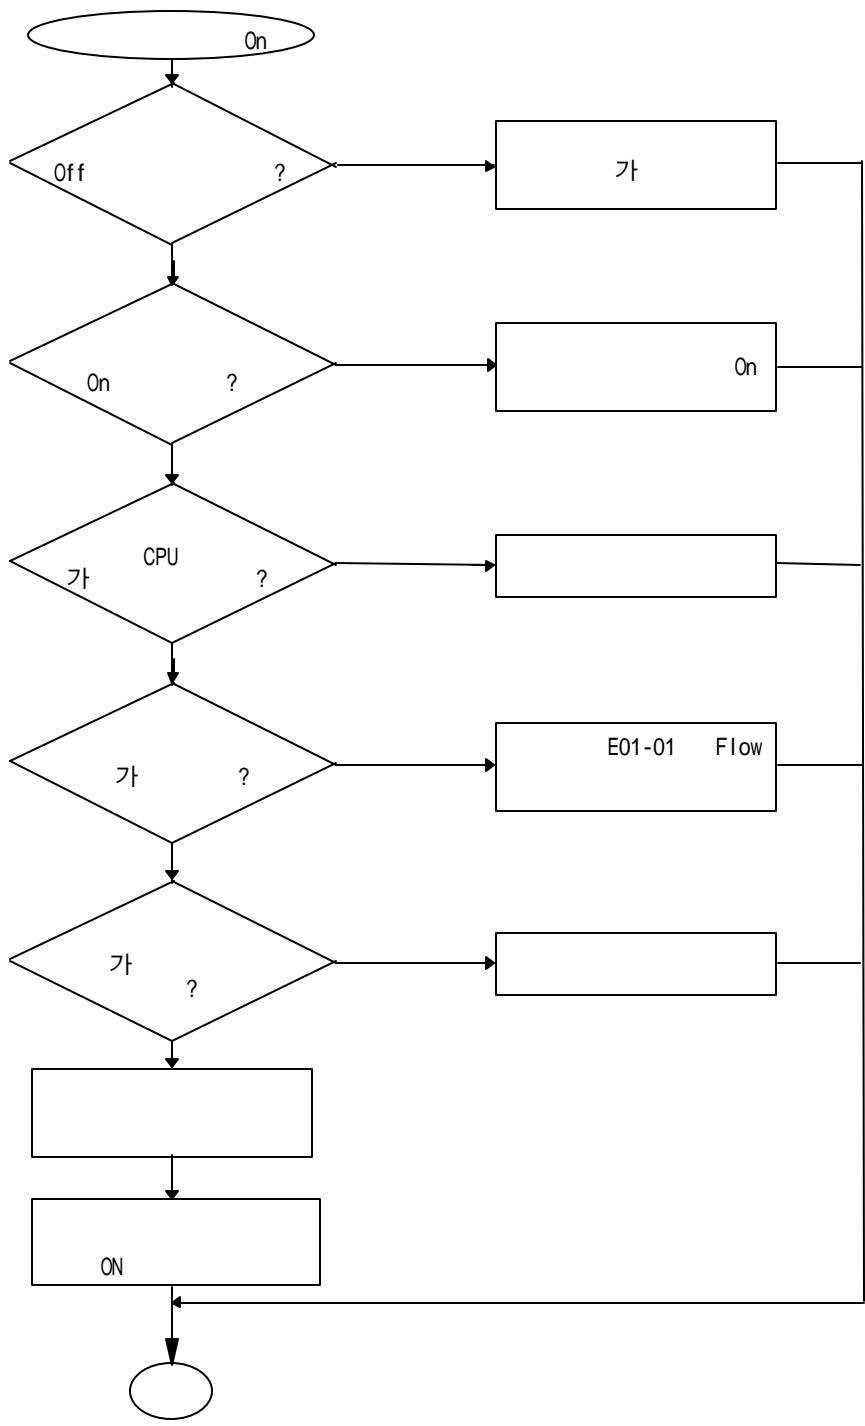 On
Off ?
가
On ?
On
CPU
가 ?
가 ?
E01-01 Flow
가
?
ON